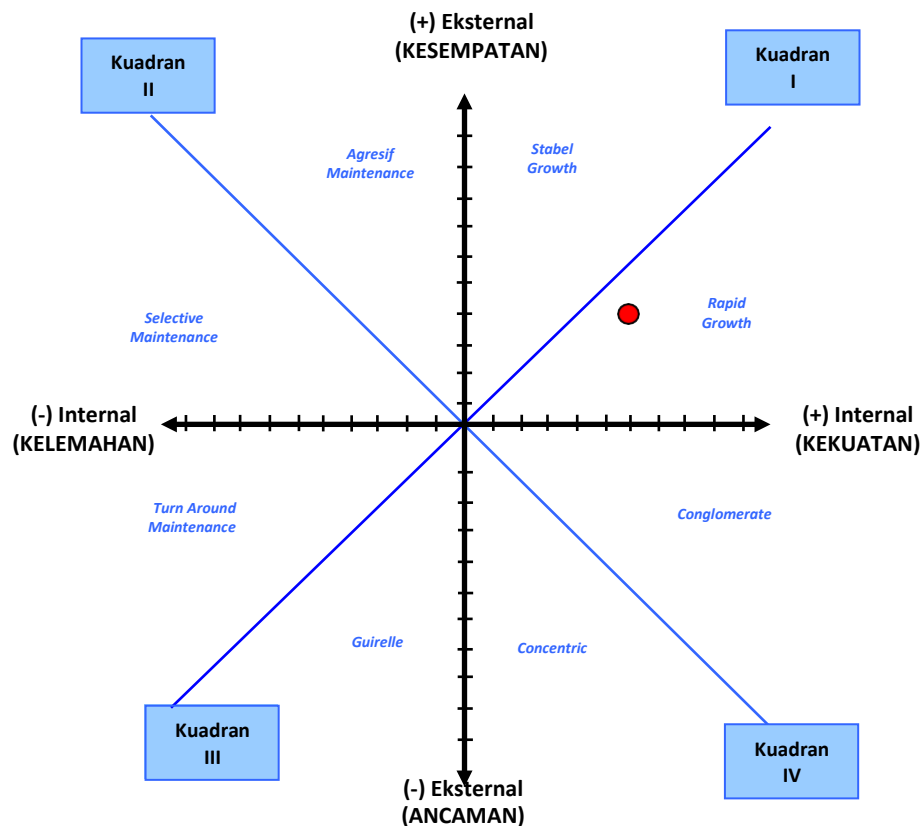 (+) Eksternal
(KESEMPATAN)
Kuadran
II
Kuadran
I
Agresif
Maintenance
Stabel
Growth
Selective
Maintenance
Rapid
Growth
(-) Internal
(KELEMAHAN)
(+) Internal
(KEKUATAN)
Turn Around
Maintenance
Conglomerate
Guirelle
Concentric
Kuadran
III
Kuadran
IV
(-) Eksternal
(ANCAMAN)